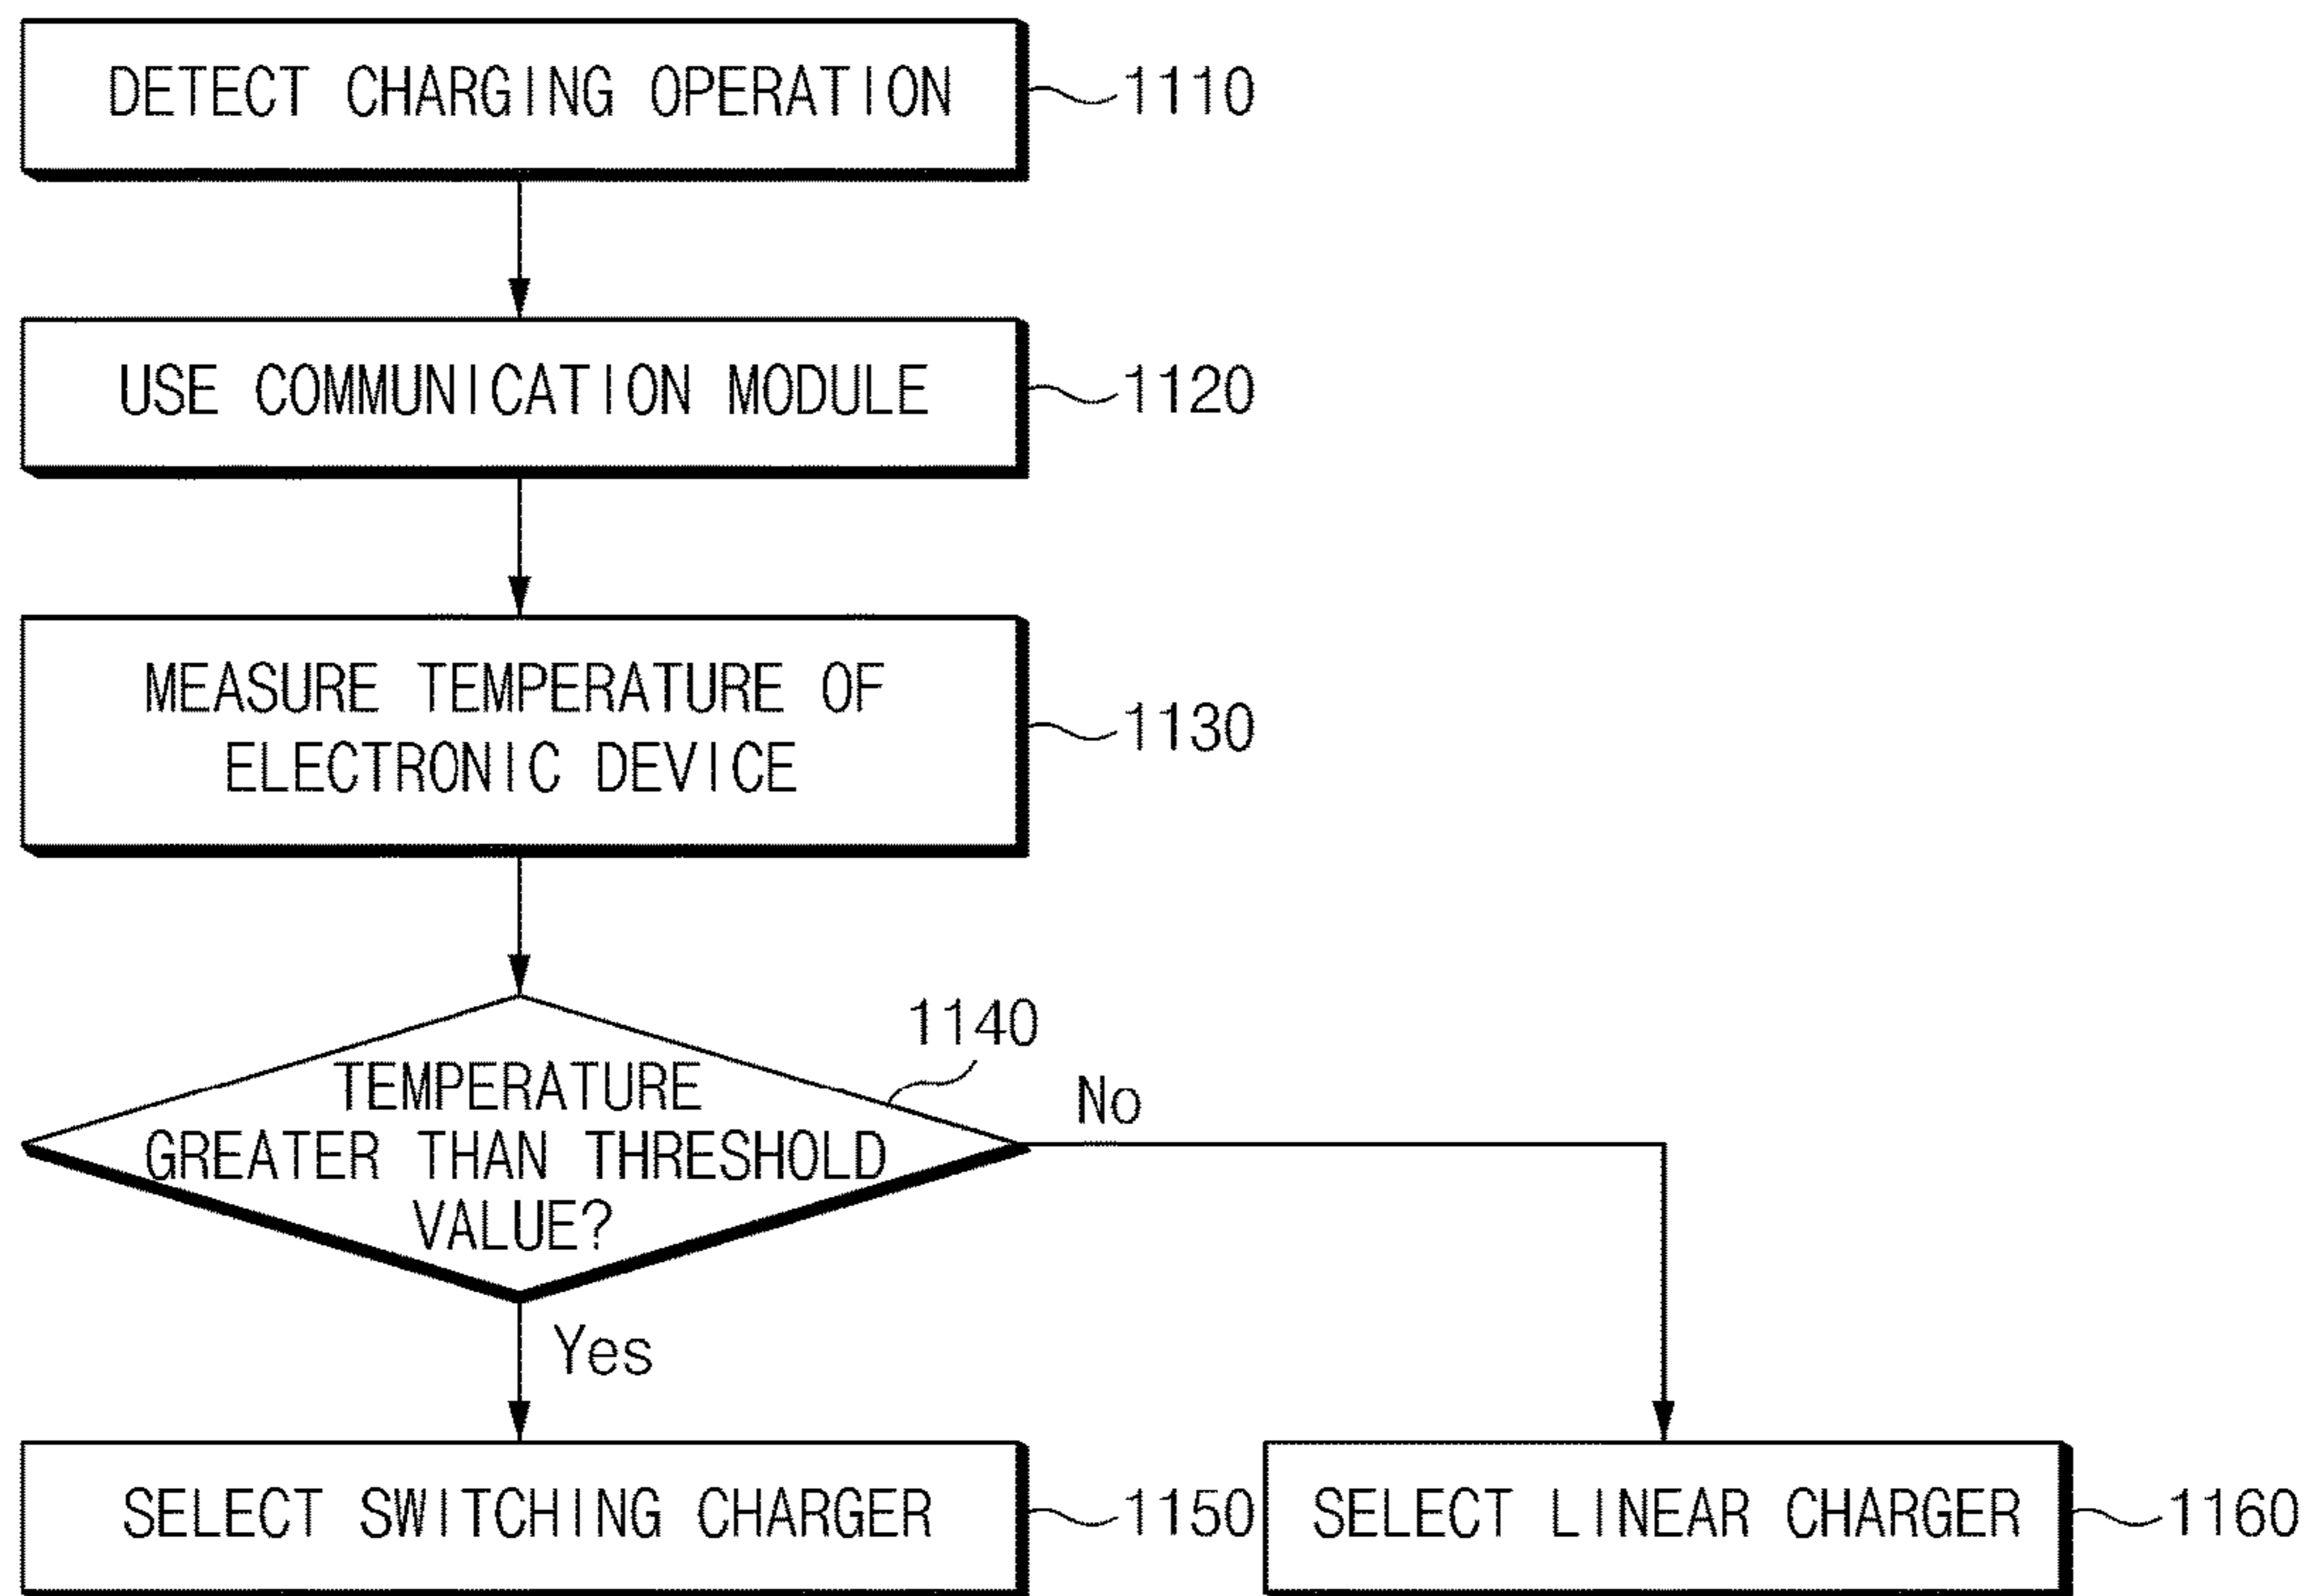 DETECT CHARGING OPERATION
1110
USE COMMUNICATION MODULE
1120
MEASURE TEMPERATURE OF
ELECTRONIC DEVICE
1130
1140
TEMPERATURE
GREATER THAN THRESHOLD
VALUE?
No
Yes
SELECT SWITCHING CHARGER
1150
SELECT LINEAR CHARGER
1160